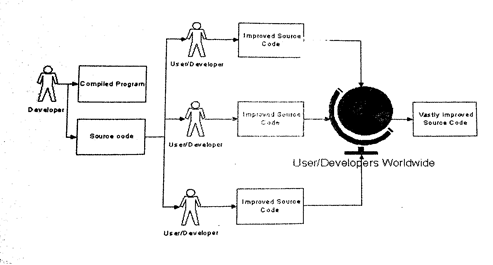 Developer
Compiled Program
Source code
User/Developer
Improved Source
Code
User/Developer
Improved Source
Code
User/Developer
Improved Source
Code
User/Developers Worldwide
Vastly Improved
Source Code